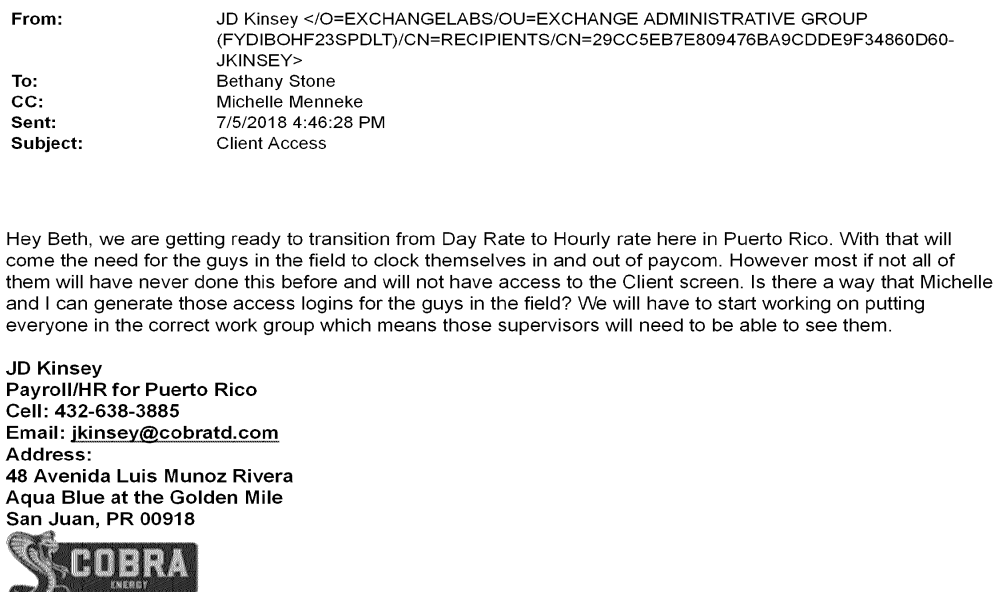 From: JD Kinsey </O=EXCHANGELABS/OU=EXCHANGE ADMINISTRATIVE GROUP
(FYDIBOHF23SPDLT)/CN=RECIPIENTS/CN=29CC5EB7E809476BA9CDDE9F34860D60-
JKINSEY>
To: Bethany Stone
CC: Michelle Menneke
Sent: 7/5/2018 4:46:28 PM
Subject: Client Access
Hey Beth, we are getting ready to transition from Day Rate to Hourly rate here in Puerto Rico. With that will
come the need for the guys in the field to clock themselves in and out of paycom. However most if not all of
them will have never done this before and will not have access to the Client screen. Is there a way that Michelle
and I can generate those access logins for the guys in the field? We will have to start working on putting
everyone in the correct work group which means those supervisors will need to be able to see them.
JD Kinsey
Payroll/HR for Puerto Rico
Cell: 432-638-3885
Email: jkinsey@cobratd.com
Address:
48 Avenida Luis Munoz Rivera
Aqua Blue at the Golden Mile
San Juan, PR 00918
COBRA
ENERGY